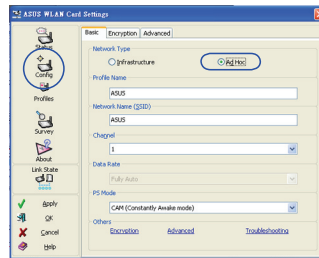 ASUS WLAN Card Settings
Status
Config
Profiles
Survey
About
Link State
Apply
OK
Cancel
Help
Basic Encryption Advanced
Network Type
Infrastructure Ad Hoc
Profile Name
ASUS
Network Name (SSID)
ASUS
Channel
1
Data Rate
Fully Auto
PS Mode
CAM (Constantly Awake mode)
Others
Encryption Advanced Troubleshooting